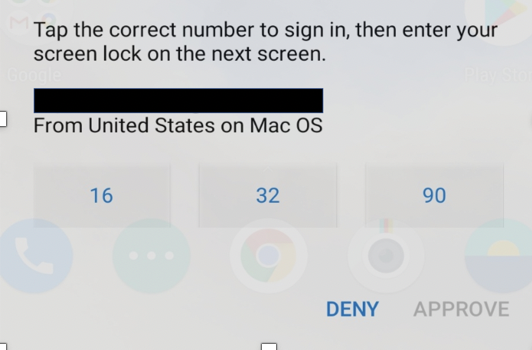 Tap the correct number to sign in, then enter your
screen lock on the next screen.
From United States on Mac OS
16 32 90
DENY APPROVE